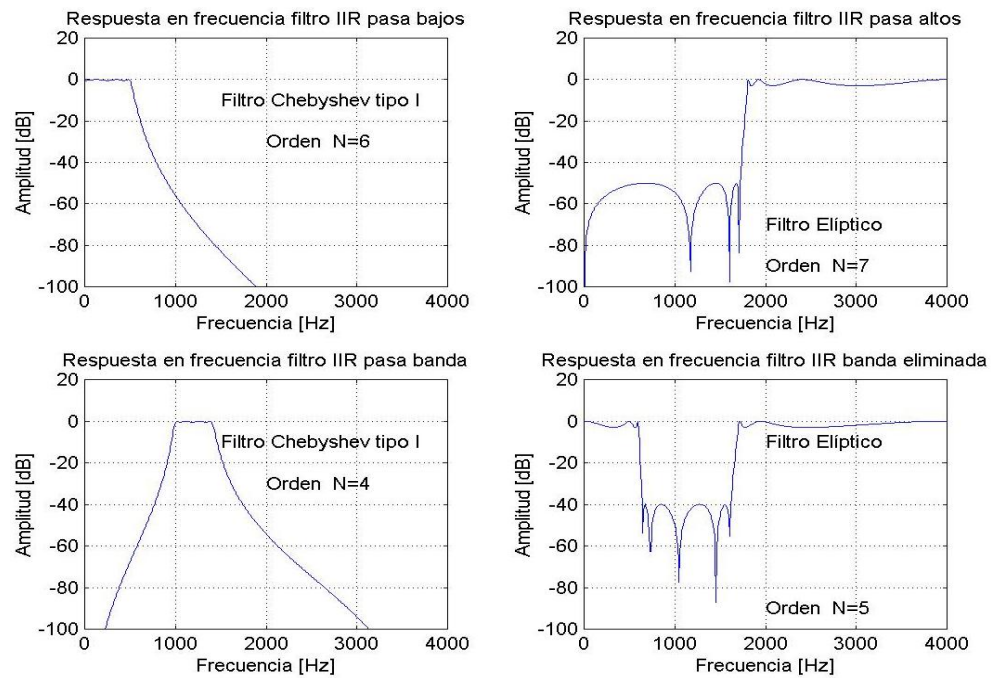 Respuesta en frecuencia filtro IIR pasa bajos
20
0
-20
-40
-60
-80
-100
Amplitud [dB]
Filtro Chebyshev tipo I
Orden N=6
0
1000
2000
3000
4000
Frecuencia [Hz]
Respuesta en frecuencia filtro IIR pasa altos
20
0
-20
-40
-60
-80
-100
Amplitud [dB]
Filtro Elíptico
Orden N=7
0
1000
2000
3000
4000
Frecuencia [Hz]
Respuesta en frecuencia filtro IIR pasa banda
20
0
-20
-40
-60
-80
-100
Amplitud [dB]
Filtro Chebyshev tipo I
Orden N=4
0
1000
2000
3000
4000
Frecuencia [Hz]
Respuesta en frecuencia filtro IIR banda eliminada
20
0
-20
-40
-60
-80
-100
Amplitud [dB]
Filtro Elíptico
Orden N=5
0
1000
2000
3000
4000
Frecuencia [Hz]